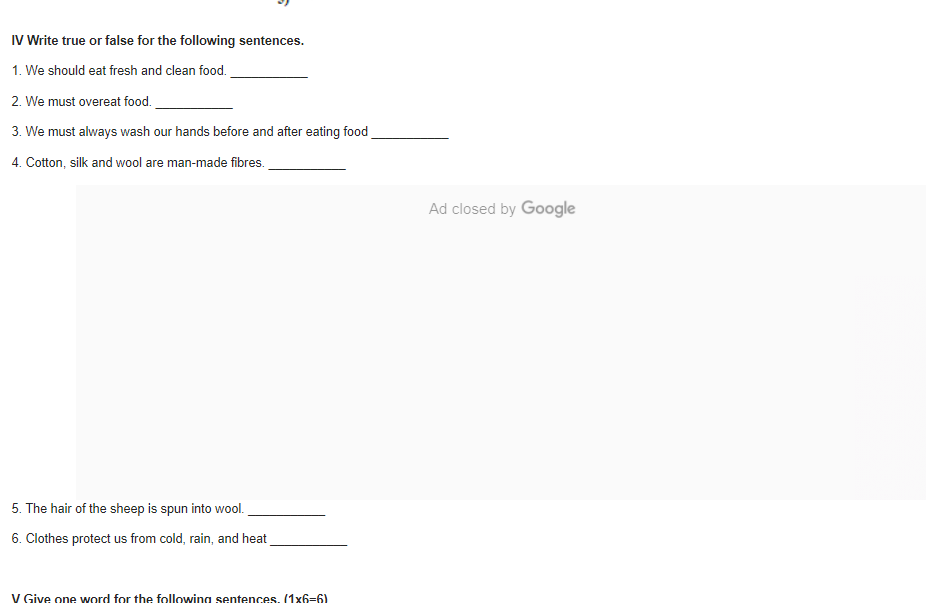 IV Write true or false for the following sentences.
1. We should eat fresh and clean food. ___________
2. We must overeat food. ___________
3. We must always wash our hands before and after eating food ___________
4. Cotton, silk and wool are man-made fibres. ___________
Ad closed by Google
5. The hair of the sheep is spun into wool. ___________
6. Clothes protect us from cold, rain, and heat ___________
V Give one word for the following sentences. (1x6=6)